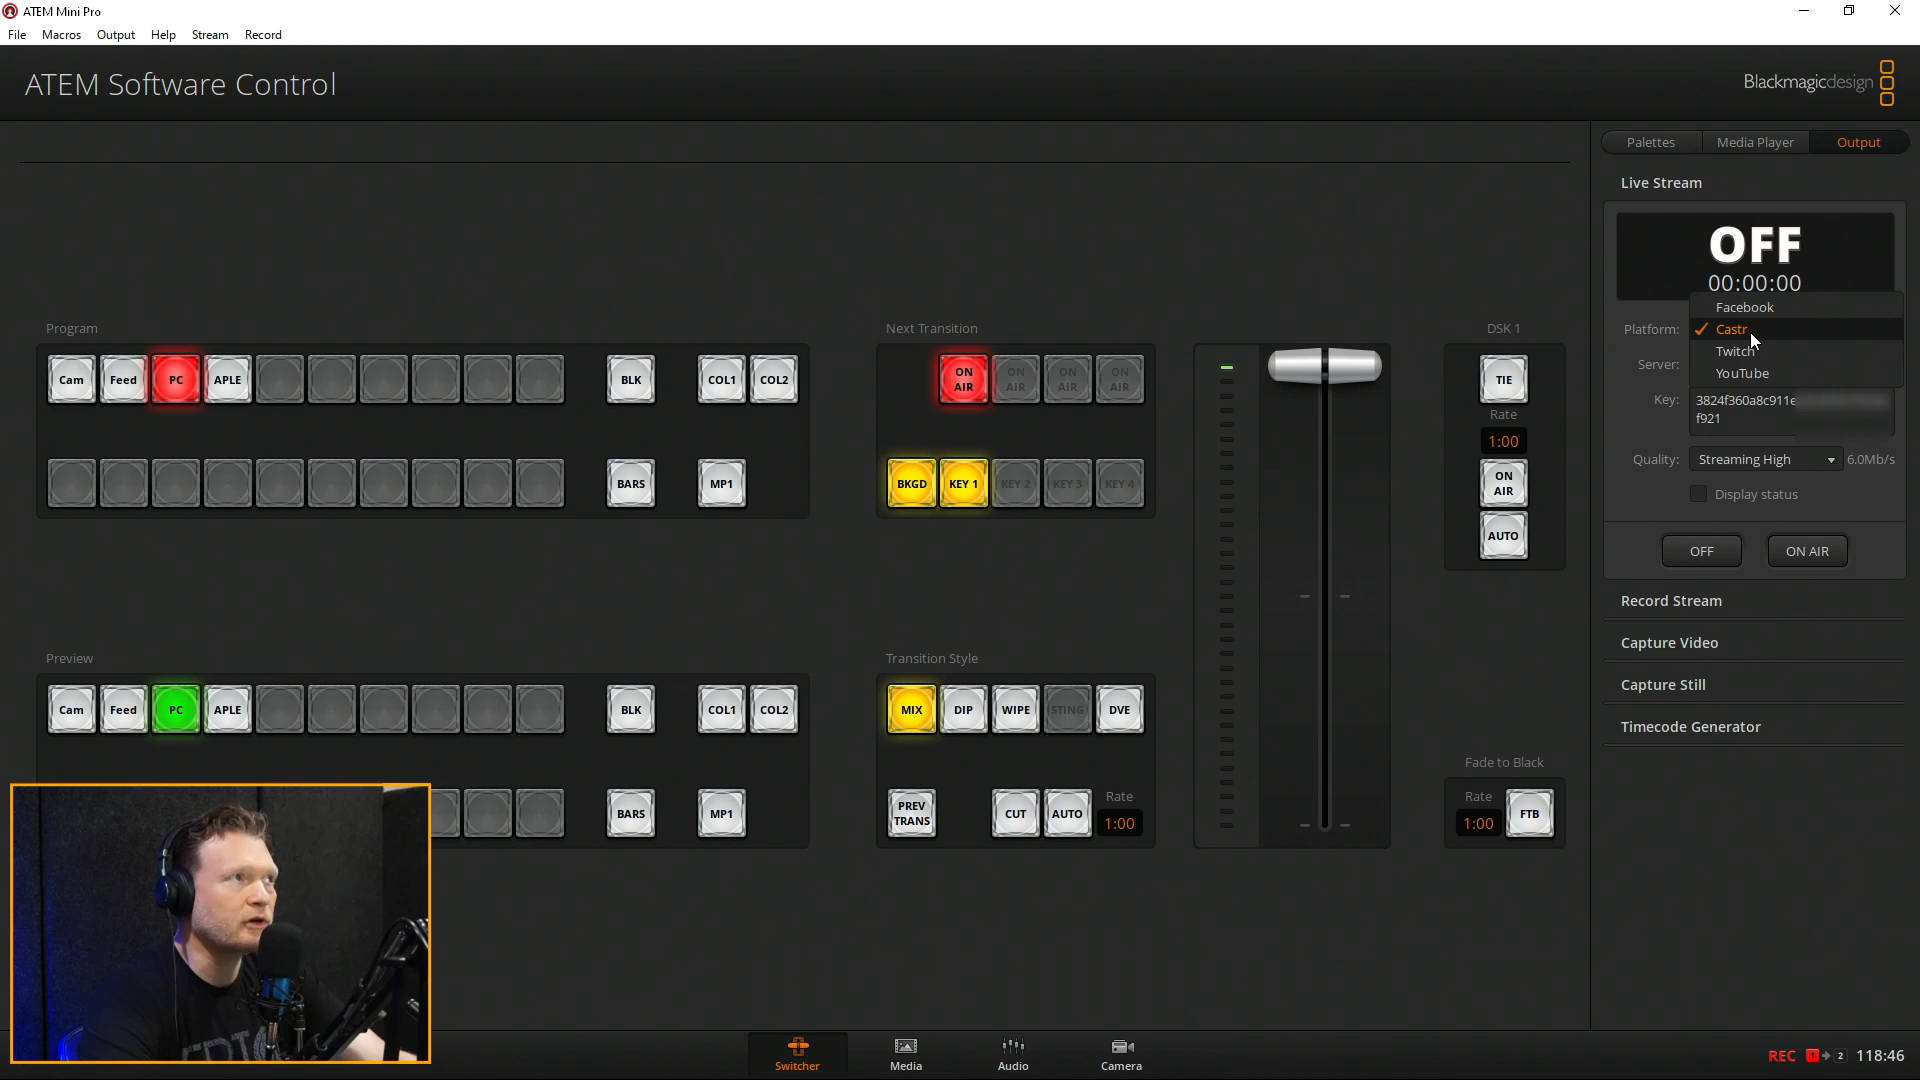 ATEM Mini Pro
File Macros Output Help Stream Record
ATEM Software Control
Blackmagicdesign
Palettes Media Player Output
Live Stream
OFF
00:00:00
Platform:
Facebook
Castr
Twitch
YouTube
Server:
Key: 3824f360a8c911e
f921
Quality: Streaming High 6.0Mb/s
Display status
OFF ON AIR
Record Stream
Capture Video
Capture Still
Timecode Generator
Program
Cam Feed PC APLE BLK COL1 COL2
BARS MP1
Next Transition
ON AIR ON AIR ON AIR ON AIR
BKGD KEY 1 KEY 2 KEY 3 KEY 4
DSK 1
TIE
Rate
1:00
ON
AIR
AUTO
Preview
Cam Feed PC APLE BLK COL1 COL2
BARS MP1
Transition Style
MIX DIP WIPE STING DVE
PREV
TRANS
CUT AUTO
Rate
1:00
Fade to Black
Rate
1:00
FTB
Switcher Media Audio Camera
REC 1 2 118:46